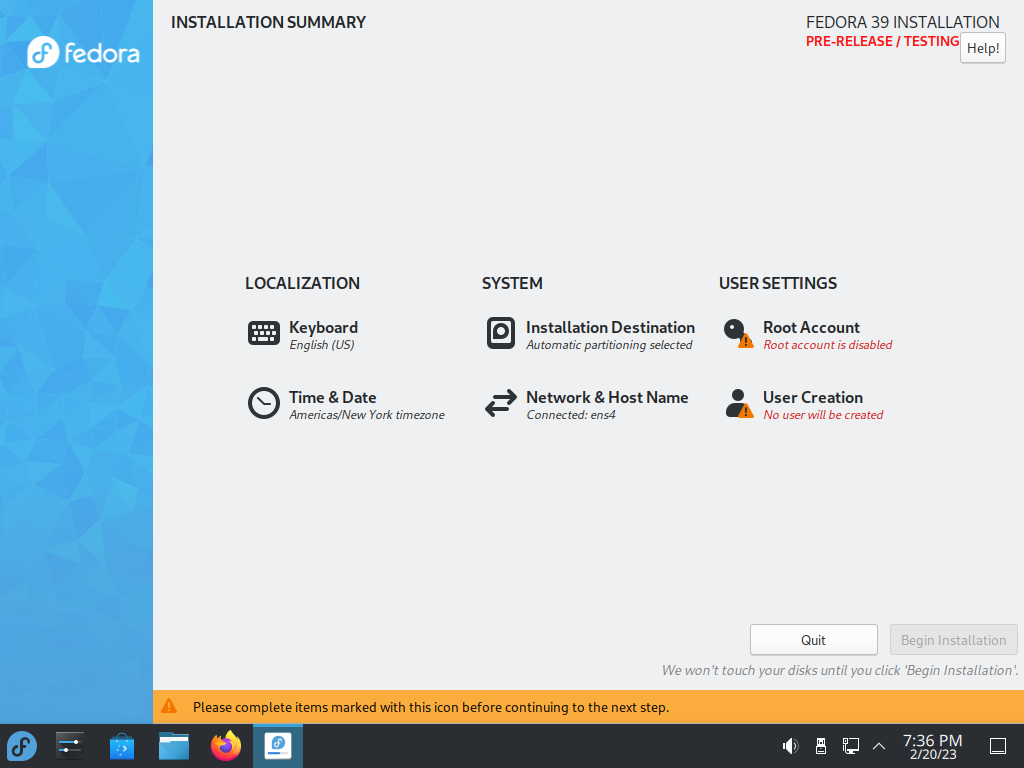 fedora
INSTALLATION SUMMARY
FEDORA 39 INSTALLATION
PRE-RELEASE / TESTING
Help!
LOCALIZATION
Keyboard
English (US)
Time & Date
Americas/New York timezone
SYSTEM
Installation Destination
Automatic partitioning selected
Network & Host Name
Connected: ens4
USER SETTINGS
Root Account
Root account is disabled
User Creation
No user will be created
Quit
Begin Installation
We won't touch your disks until you click 'Begin Installation'.
Please complete items marked with this icon before continuing to the next step.
7:36 PM
2/20/23